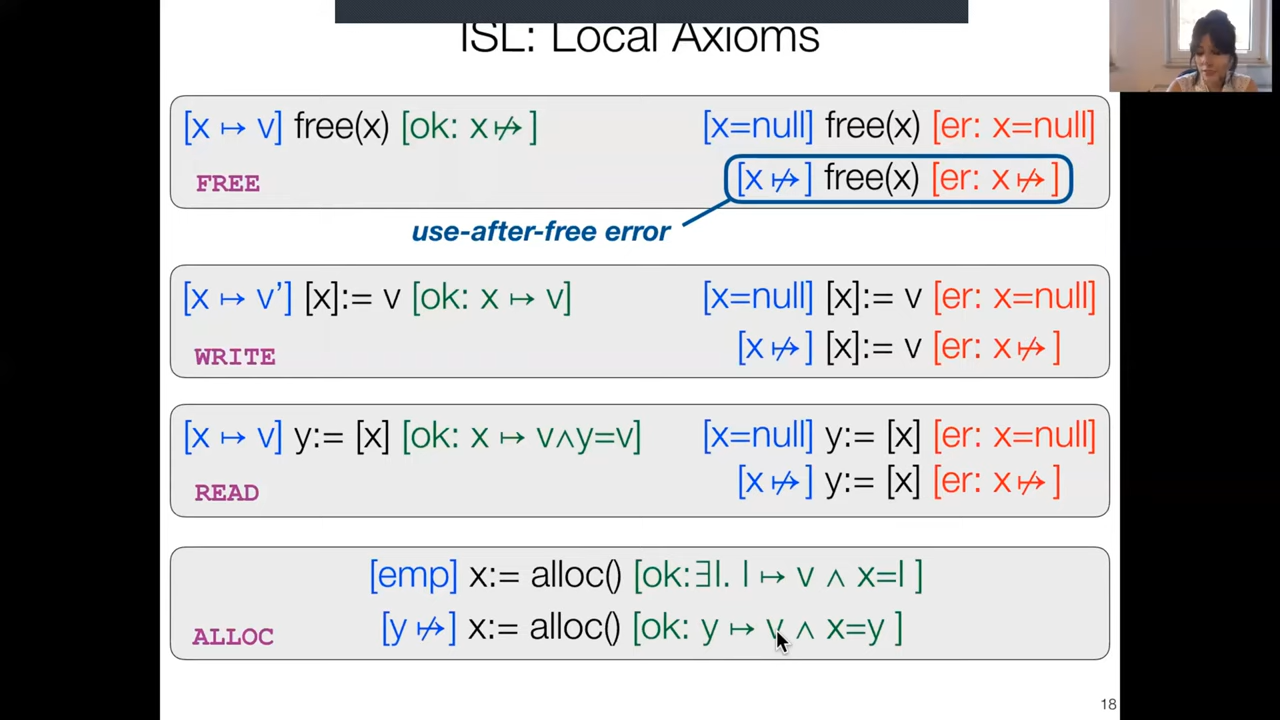 ISL: Local Axioms
[x ↦ v] free(x) [ok: x ↦̸ ]
[x=null] free(x) [er: x=null]
FREE
[x ↦̸ ] free(x) [er: x ↦̸ ]
use-after-free error
[x ↦ v’] [x]:= v [ok: x ↦ v]
[x=null] [x]:= v [er: x=null]
WRITE
[x ↦̸ ] [x]:= v [er: x ↦̸ ]
[x ↦ v] y:= [x] [ok: x ↦ v∧y=v]
[x=null] y:= [x] [er: x=null]
READ
[x ↦̸ ] y:= [x] [er: x ↦̸ ]
[emp] x:= alloc() [ok:∃l. l ↦ v ∧ x=l ]
ALLOC
[y ↦̸ ] x:= alloc() [ok: y ↦ v ∧ x=y ]
18